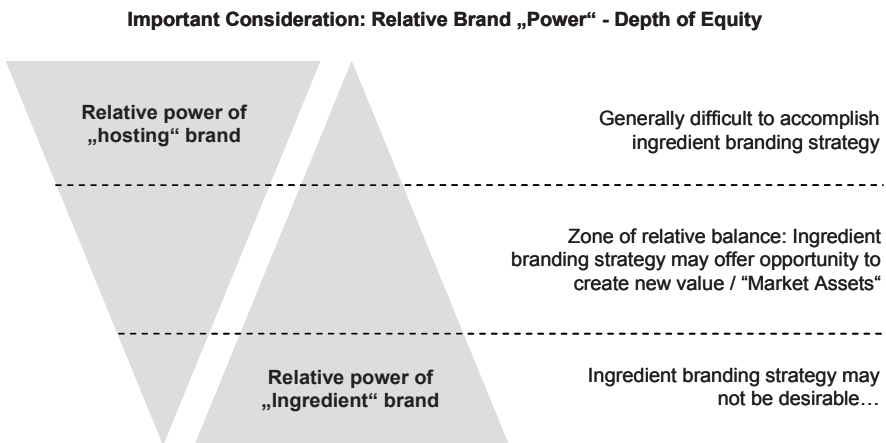 Important Consideration: Relative Brand „Power“ - Depth of Equity
Relative power of
„hosting“ brand
Generally difficult to accomplish
ingredient branding strategy
Zone of relative balance: Ingredient
branding strategy may offer opportunity to
create new value / “Market Assets“
Relative power of
„Ingredient“ brand
Ingredient branding strategy may
not be desirable…